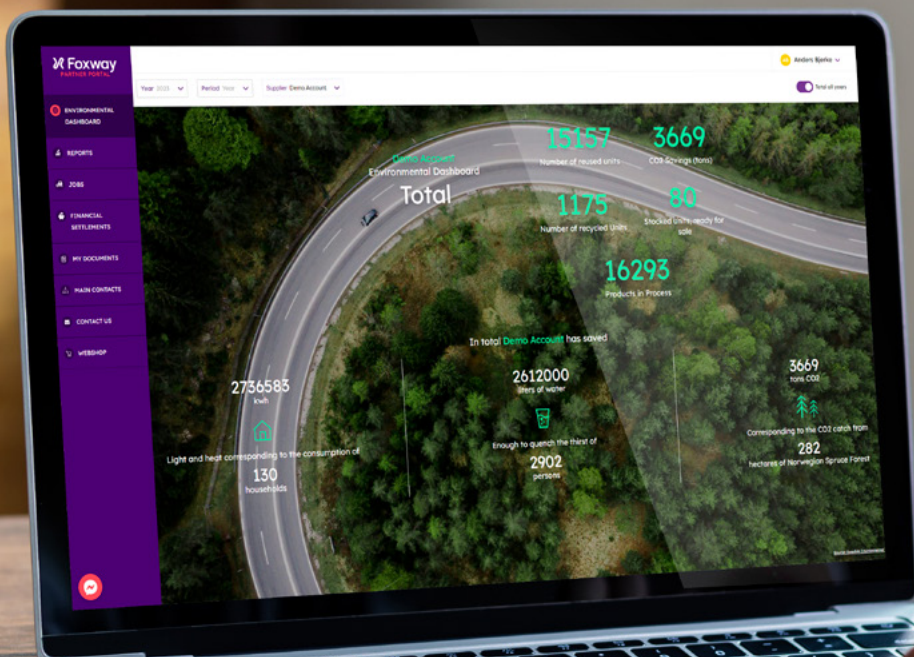 Foxway
PARTNER PORTAL
Anders Bjerke
Year 2025
Period Year
Supplier Demo Account
Total all years
ENVIRONMENTAL
DASHBOARD
REPORTS
JOBS
FINANCIAL
SETTLEMENTS
MY DOCUMENTS
MAIN CONTACTS
CONTACT US
WEBSHOP
Demo Account
Environmental Dashboard
Total
15157
Number of reused units
3669
CO2 Savings (tons)
1175
Number of recycled Units
80
Stocked Units, ready for
sale
16293
Products in Process
In total Demo Account has saved
2736583
kwh
Light and heat corresponding to the consumption of
130
households
2612000
liters of water
Enough to quench the thirst of
2902
persons
3669
tons CO2
Corresponding to the CO2 catch from
282
hectares of Norwegian Spruce Forest